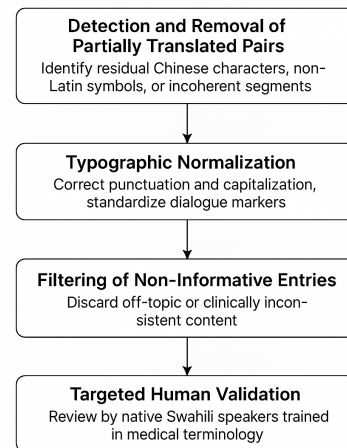 Detection and Removal of
Partially Translated Pairs
Identify residual Chinese characters, non-
Latin symbols, or incoherent segments
Typographic Normalization
Correct punctuation and capitalization,
standardize dialogue markers
Filtering of Non-Informative Entries
Discard off-topic or clinically incon-
sistent content
Targeted Human Validation
Review by native Swahili speakers trained
in medical terminology